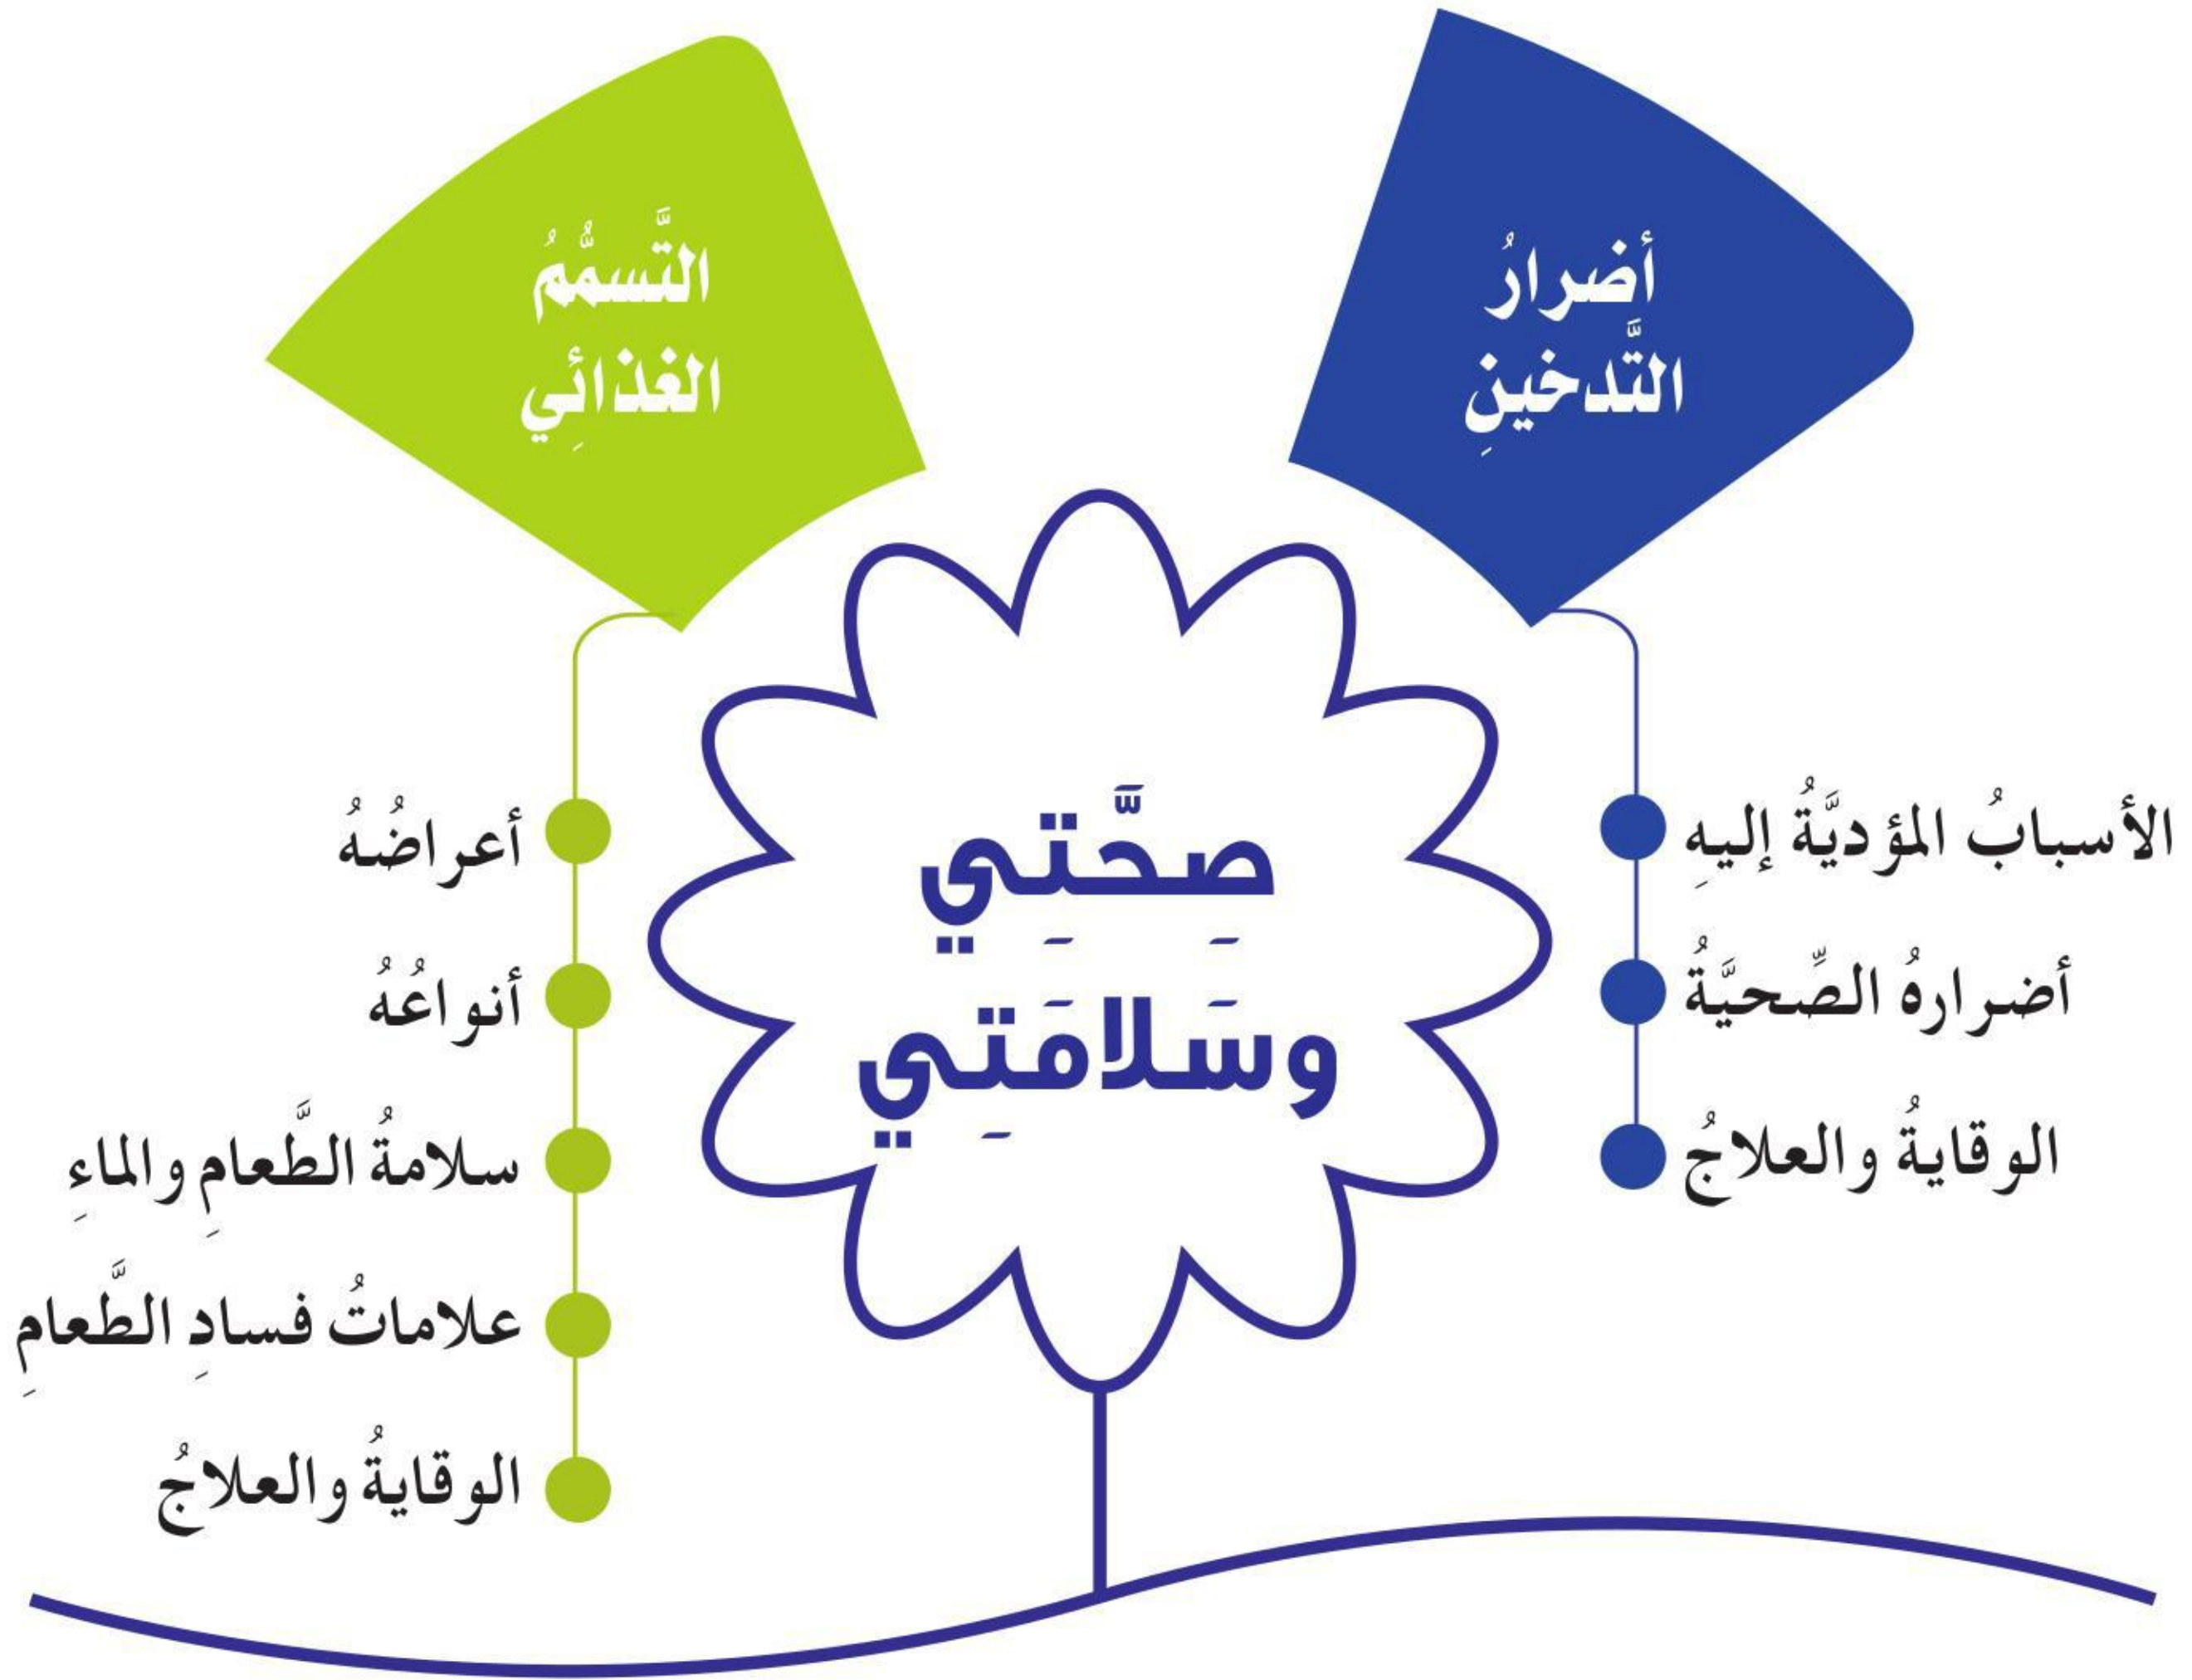 أضرارُ
التَّدخينِ
الأسبابُ المؤديَّةُ إليهِ
أضرارهُ الصِّحيَّةُ
الوقايةُ والعلاجُ
صِحَّتِي
وسَلامَتِي
التَّسمُّمُ
الغذائِي
أعراضُهُ
أنواعُهُ
سلامةُ الطَّعامِ والماءِ
علاماتُ فسادِ الطَّعامِ
الوقايةُ والعلاجُ